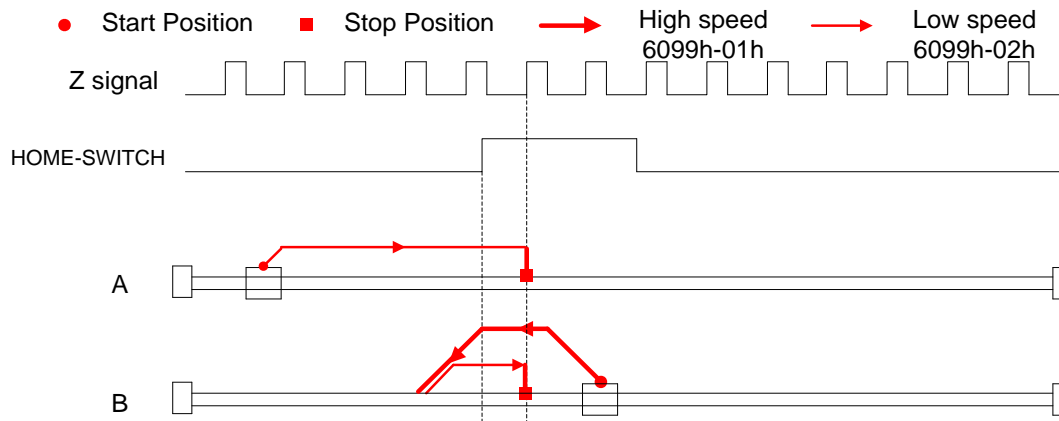 Start Position
Stop Position
High speed
6099h-01h
Low speed
6099h-02h
Z signal
HOME-SWITCH
A
B